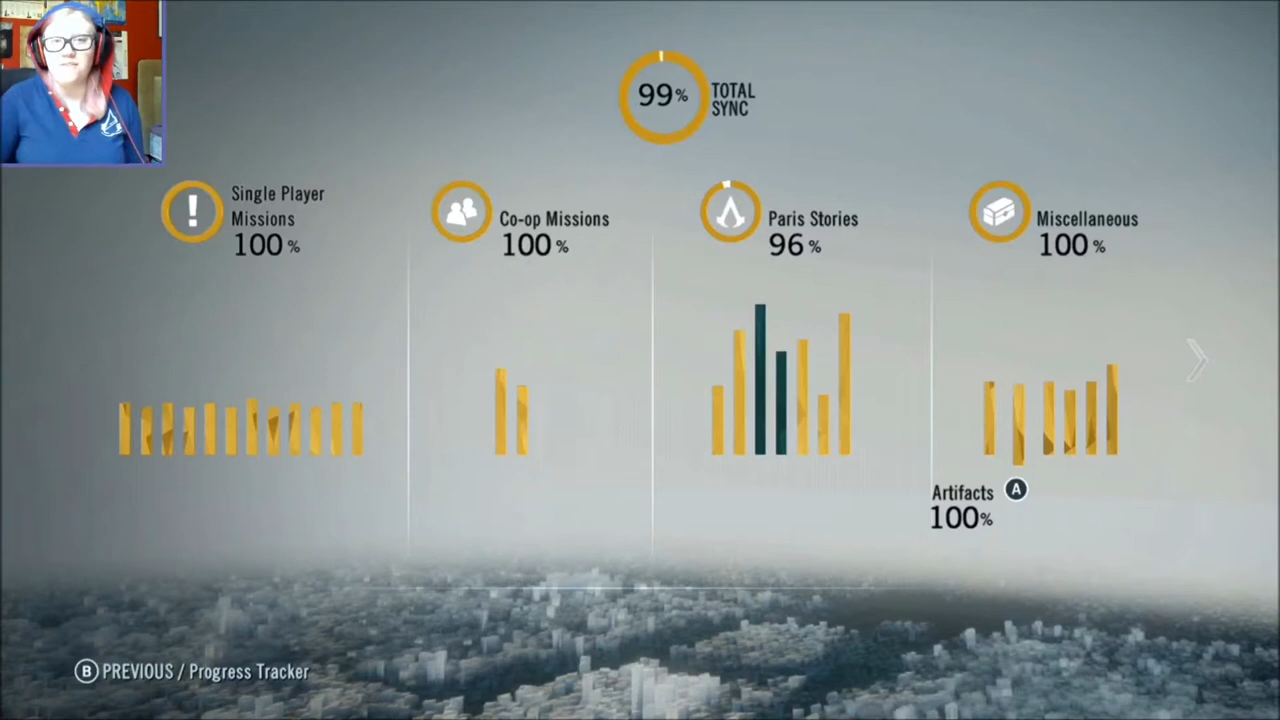 99%
TOTAL
SYNC
Single Player
Missions
100 %
Co-op Missions
100 %
Paris Stories
96 %
Miscellaneous
100 %
Artifacts A
100%
B PREVIOUS / Progress Tracker